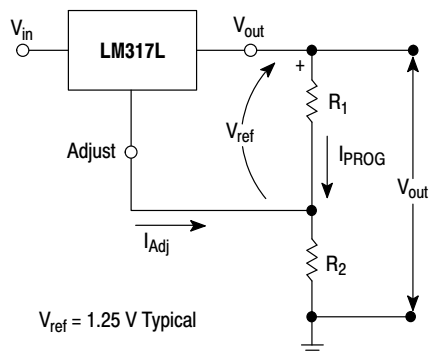 V_in
LM317L
V_out
+
R_1
V_ref
Adjust
I_PROG
V_out
I_Adj
R_2
V_ref = 1.25 V Typical